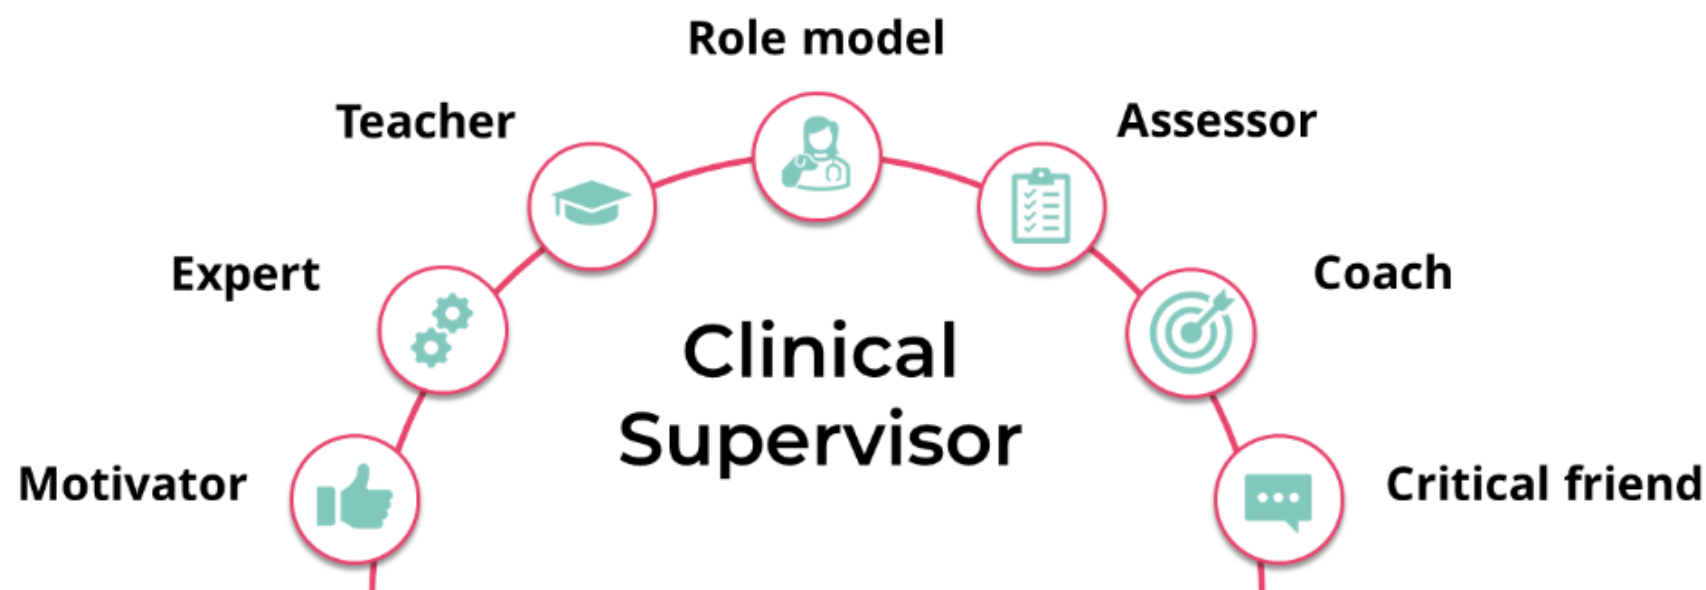 Role model
Teacher
Assessor
Expert
Coach
Clinical
Supervisor
Motivator
Critical friend